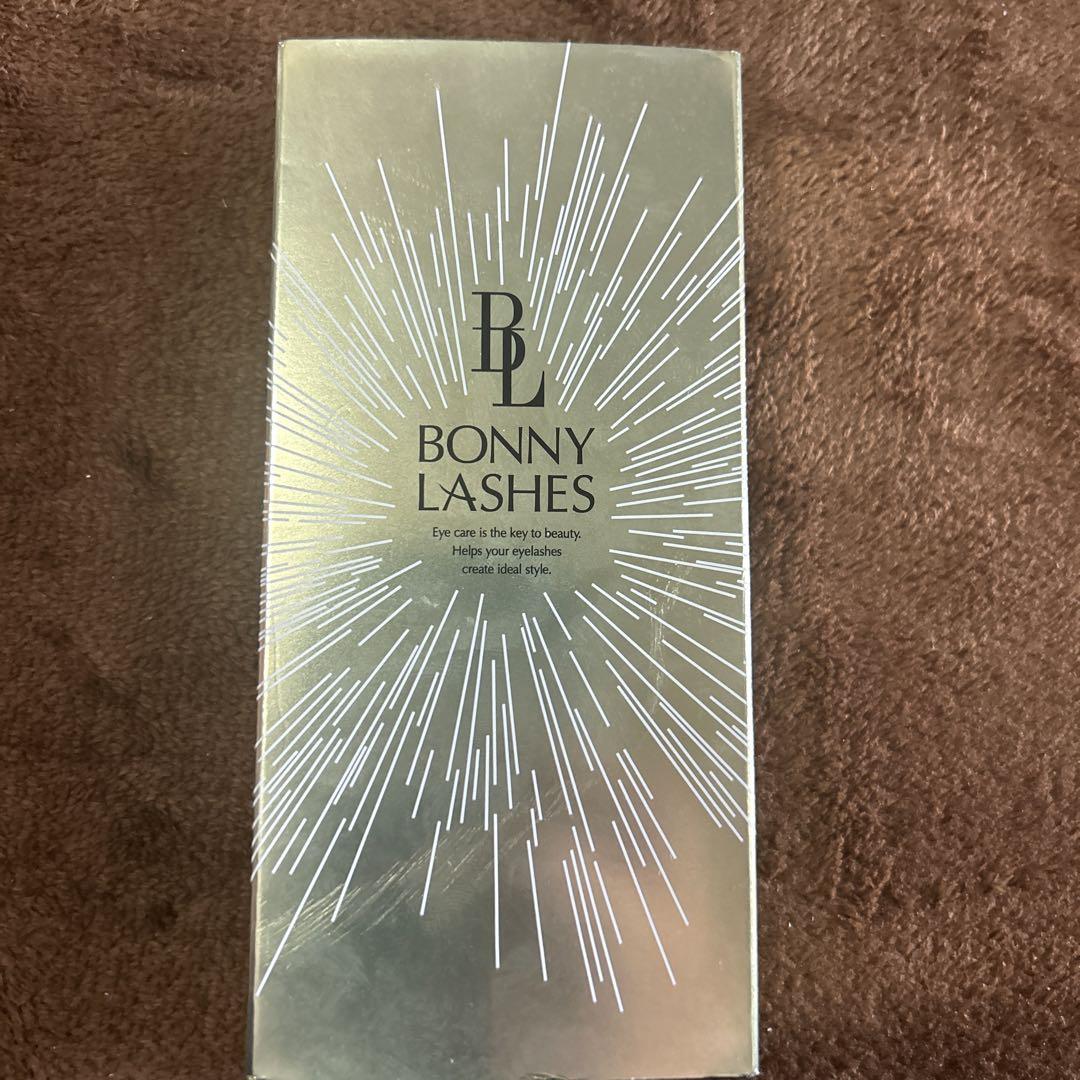 BL
BONNY
LASHES
Eye care is the key to beauty.
Helps your eyelashes
create ideal style.